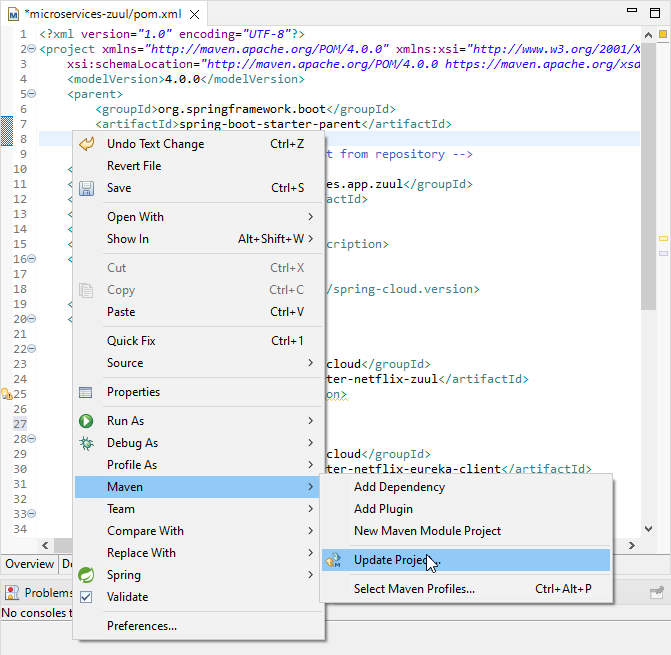 *microservices-zuul/pom.xml
1 <?xml version="1.0" encoding="UTF-8"?>
2 <project xmlns="http://maven.apache.org/POM/4.0.0" xmlns:xsi="http://www.w3.org/2001/X
3 xsi:schemaLocation="http://maven.apache.org/POM/4.0.0 https://maven.apache.org/xsd
4 <modelVersion>4.0.0</modelVersion>
5 <parent>
6 <groupId>org.springframework.boot</groupId>
7 <artifactId>spring-boot-starter-parent</artifactId>
8
9 t from repository -->
10 <
11 < es.app.zuul</groupId>
12 < factId>
13 <
14 <
15 < cription>
16 <
17
18 /spring-cloud.version>
19 <
20 <
21
22
23 cloud</groupId>
24 ter-netflix-zuul</artifactId>
25 on>
26
27
28
29 cloud</groupId>
30 ter-netflix-eureka-client</artifactId>
31
32
33
34
Undo Text Change Ctrl+Z
Revert File
Save Ctrl+S
Open With
Show In Alt+Shift+W
Cut Ctrl+X
Copy Ctrl+C
Paste Ctrl+V
Quick Fix Ctrl+1
Source
Properties
Run As
Debug As
Profile As
Maven
Team
Compare With
Replace With
Spring
Validate
Preferences...
Add Dependency
Add Plugin
New Maven Module Project
Update Project...
Select Maven Profiles... Ctrl+Alt+P
Overview D
Problems
No consoles t